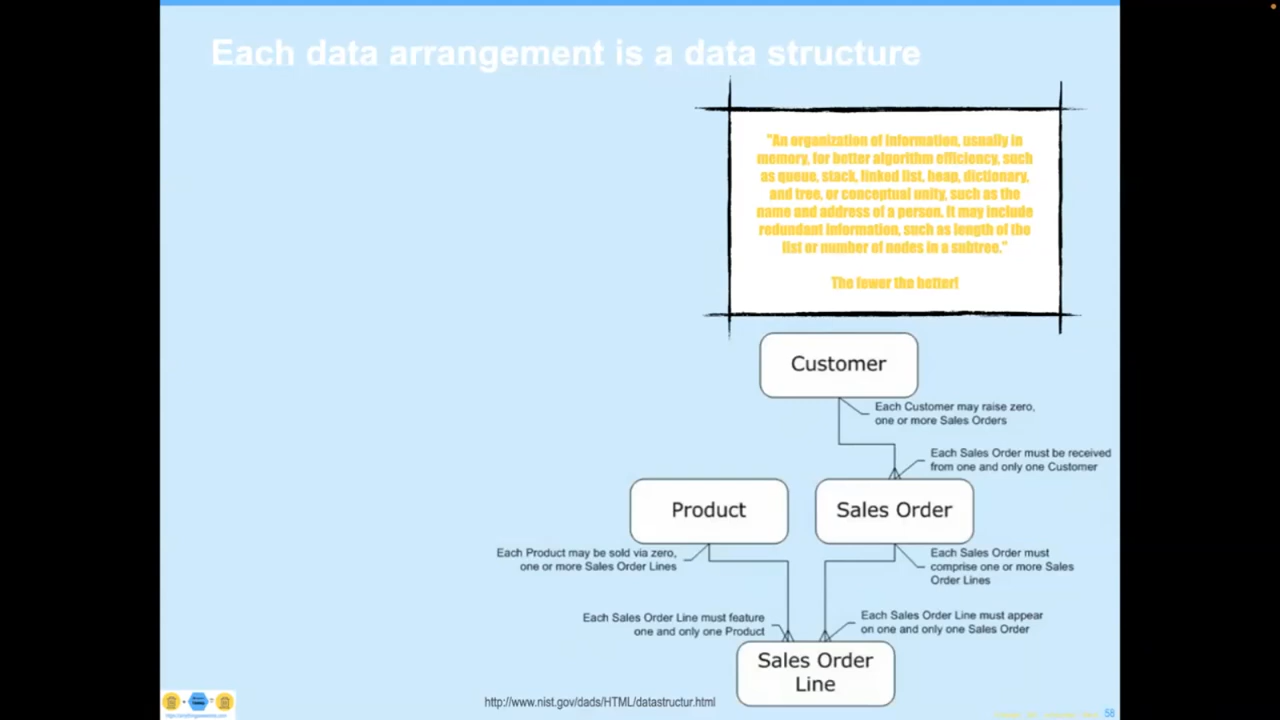 Each data arrangement is a data structure
"An organization of information, usually in
memory, for better algorithm efficiency, such
as queue, stack, linked list, heap, dictionary,
and tree, or conceptual unity, such as the
name and address of a person. It may include
redundant information, such as length of the
list or number of nodes in a subtree."
The fewer the better!
Customer
Each Customer may raise zero,
one or more Sales Orders
Each Sales Order must be received
from one and only one Customer
Product
Sales Order
Each Product may be sold via zero,
one or more Sales Order Lines
Each Sales Order must
comprise one or more Sales
Order Lines
Each Sales Order Line must feature
one and only one Product
Each Sales Order Line must appear
on one and only one Sales Order
Sales Order
Line
http://www.nist.gov/dads/HTML/datastructur.html
58